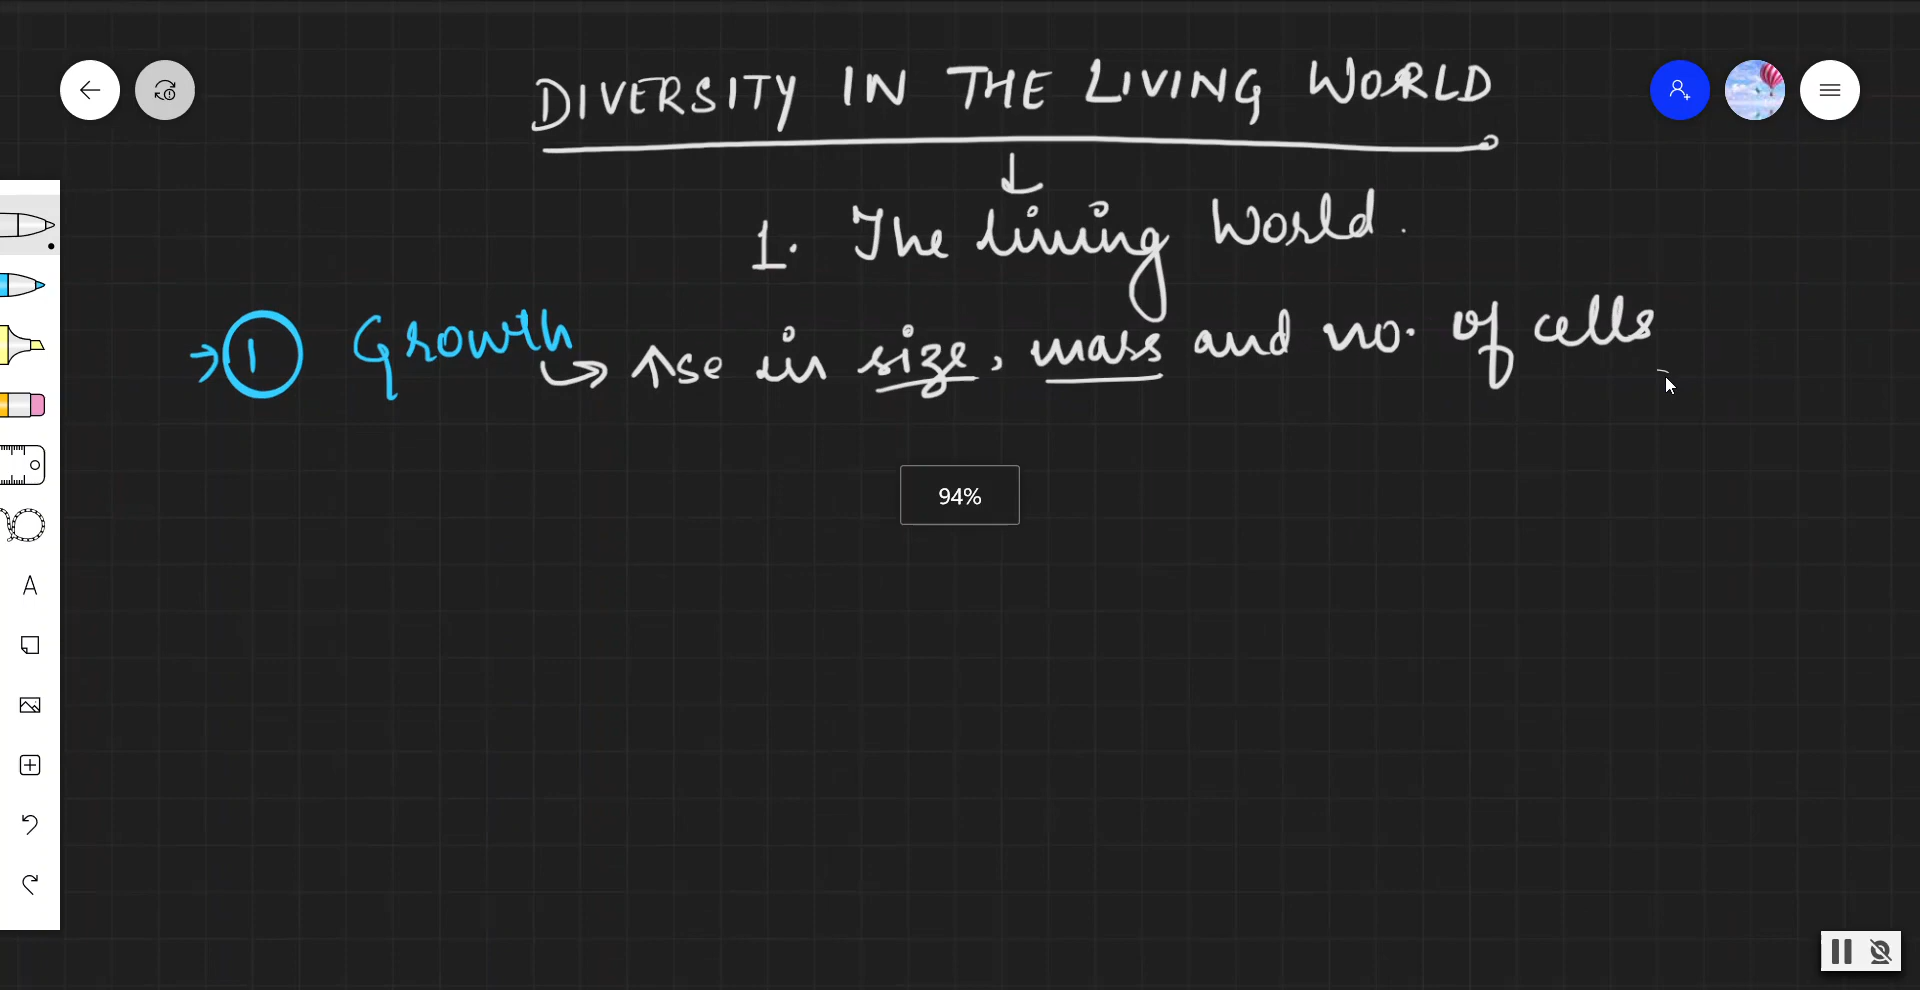 DIVERSITY IN THE LIVING WORLD
↓
1. The living World.
→ 1 Growth
↳ ↑se in size, mass and no. of cells
94%
A